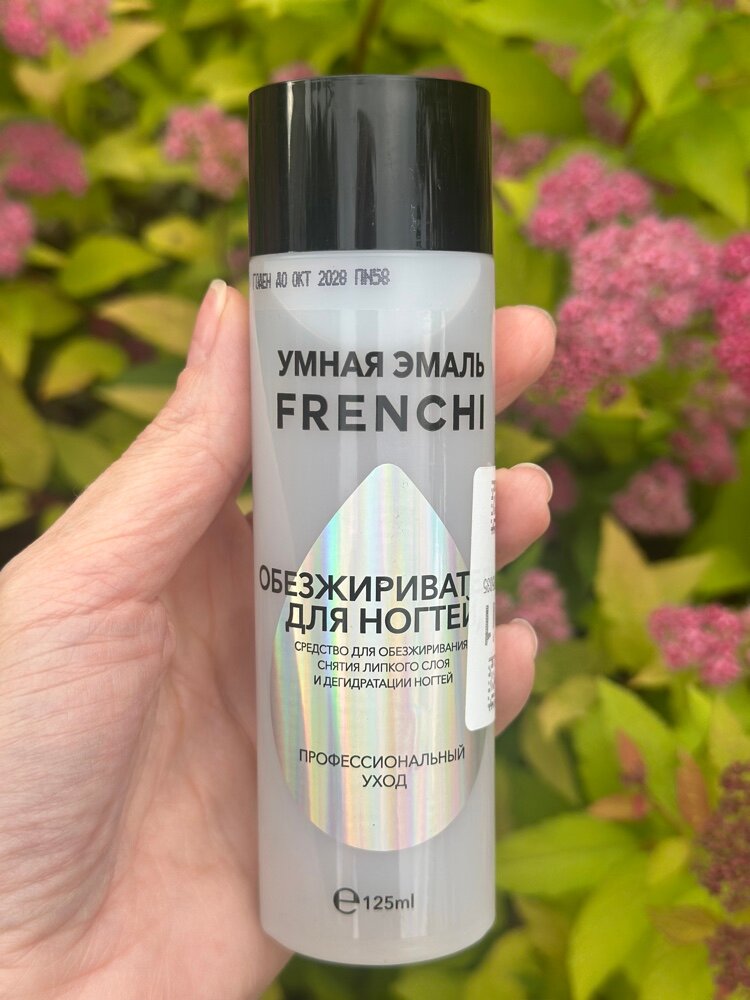 ГОДЕН ДО ОКТ 2028 ПN58
УМНАЯ ЭМАЛЬ
FRENCHI
ОБЕЗЖИРИВАТ
ДЛЯ НОГТЕЙ
СРЕДСТВО ДЛЯ ОБЕЗЖИРИВАНИЯ
СНЯТИЯ ЛИПКОГО СЛОЯ
И ДЕГИДРАТАЦИИ НОГТЕЙ
ПРОФЕССИОНАЛЬНЫЙ
УХОД
℮125ml